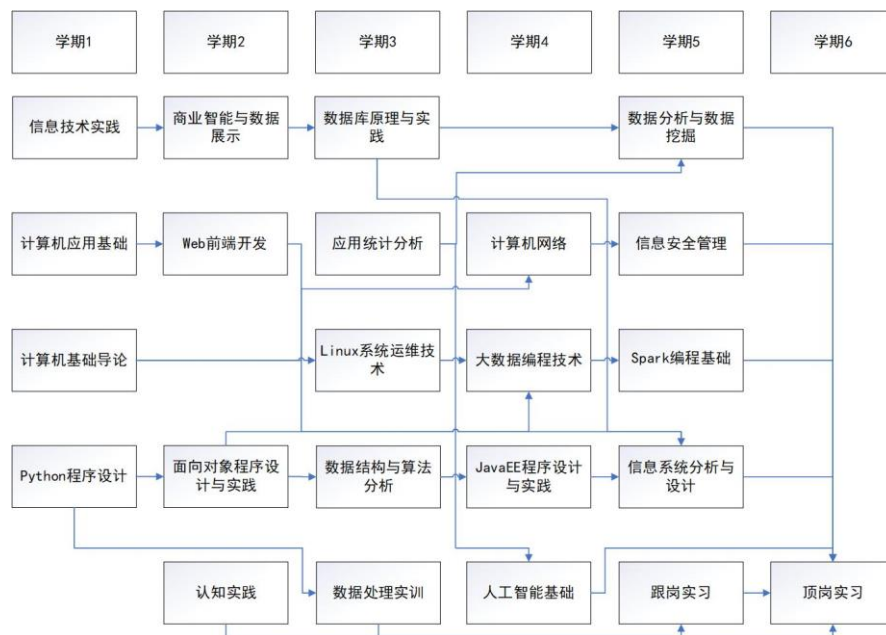 学期1
学期2
学期3
学期4
学期5
学期6
信息技术实践
商业智能与数据
展示
数据库原理与实
践
数据分析与数据
挖掘
计算机应用基础
Web前端开发
应用统计分析
计算机网络
信息安全管理
计算机基础导论
Linux系统运维技
术
大数据编程技术
Spark编程基础
Python程序设计
面向对象程序设
计与实践
数据结构与算法
分析
JavaEE程序设计
与实践
信息系统分析与
设计
认知实践
数据处理实训
人工智能基础
跟岗实习
顶岗实习